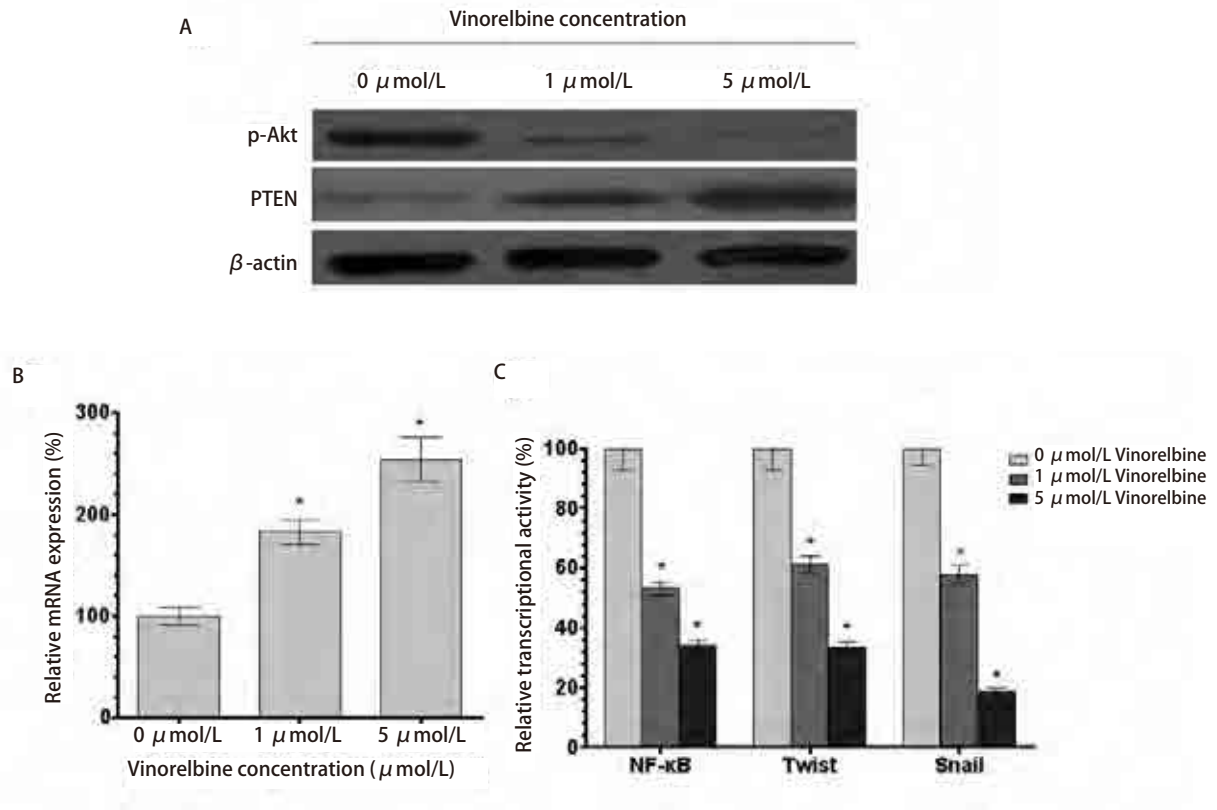 A
Vinorelbine concentration
0 μmol/L 1 μmol/L 5 μmol/L
p-Akt
PTEN
β-actin
B
Relative mRNA expression (%)
300
200
100
0
*
*
0 μmol/L 1 μmol/L 5 μmol/L
Vinorelbine concentration (μmol/L)
C
Relative transcriptional activity (%)
100
80
60
40
20
0
* *
* *
* *
NF-κB Twist Snail
0 μmol/L Vinorelbine
1 μmol/L Vinorelbine
5 μmol/L Vinorelbine